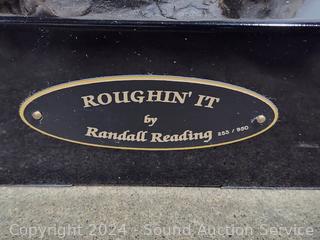 ROUGHIN' IT
by
Randall Reading 253 / 950
Copyright © 2024 - Sound Auction Service